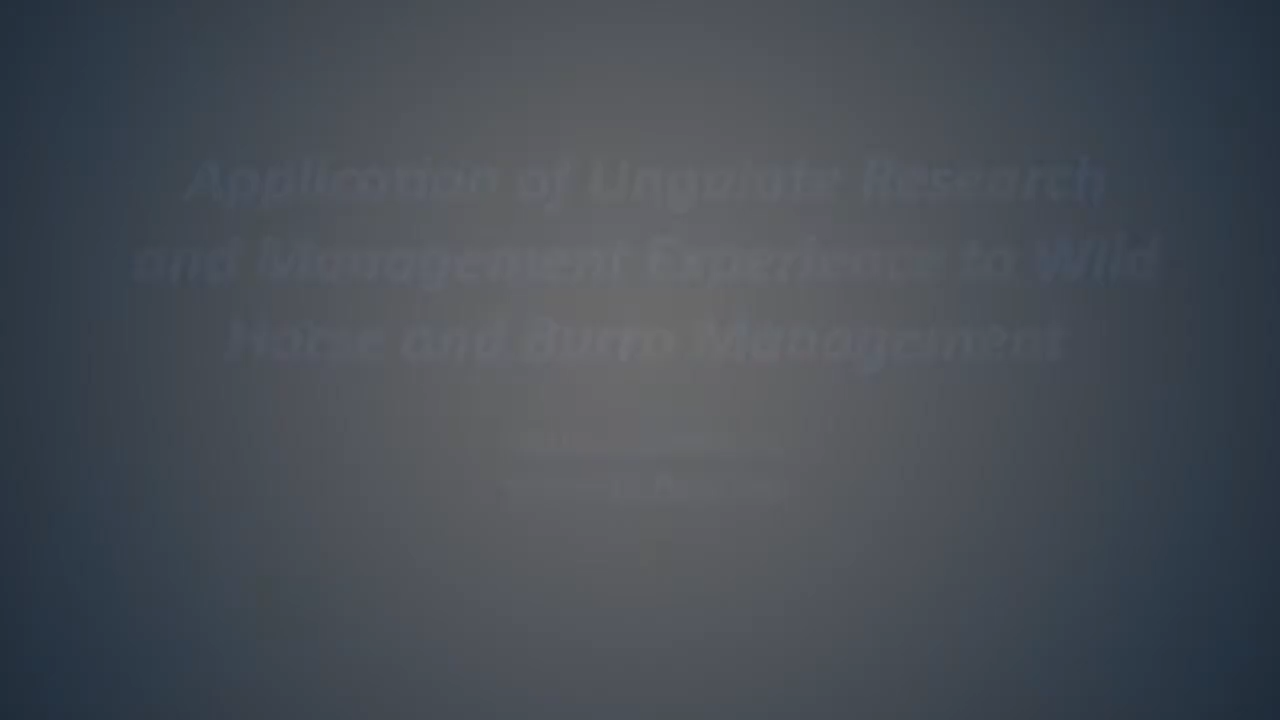 Application of Ungulate Research
and Management Experience to Wild
Horse and Burro Management